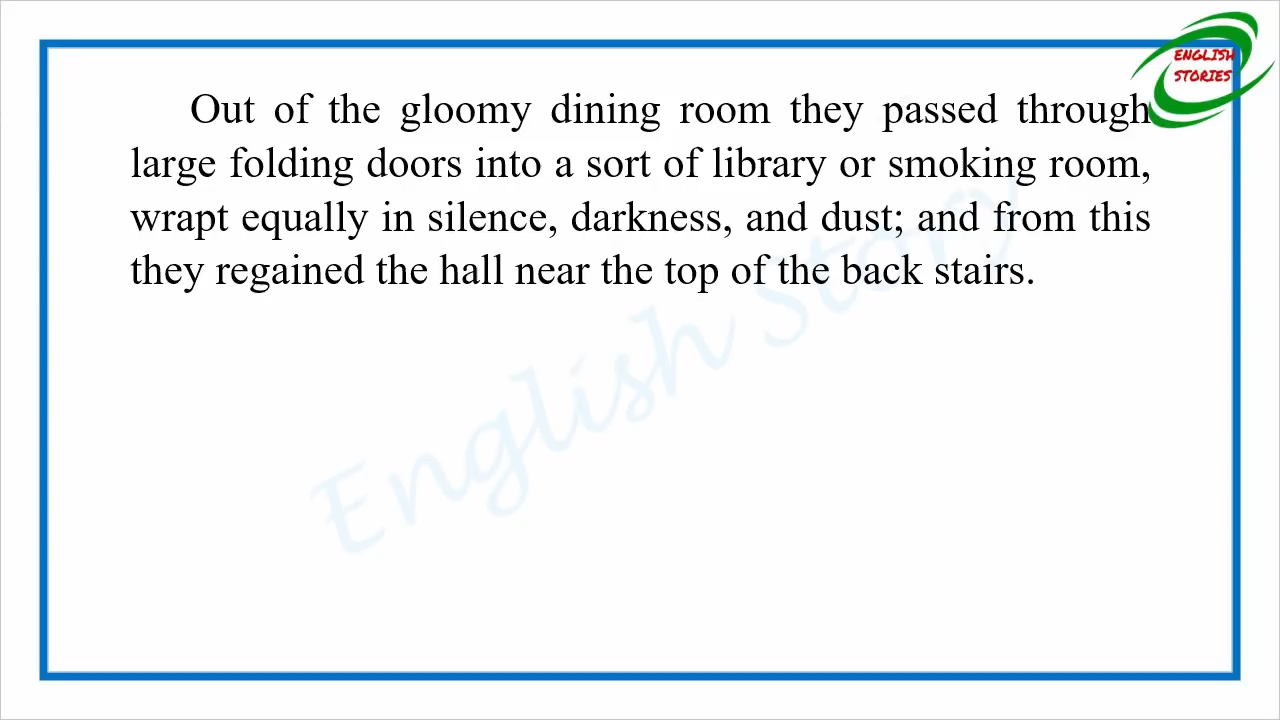 ENGLISH
STORIES
Out of the gloomy dining room they passed through
large folding doors into a sort of library or smoking room,
wrapt equally in silence, darkness, and dust; and from this
they regained the hall near the top of the back stairs.
English Story